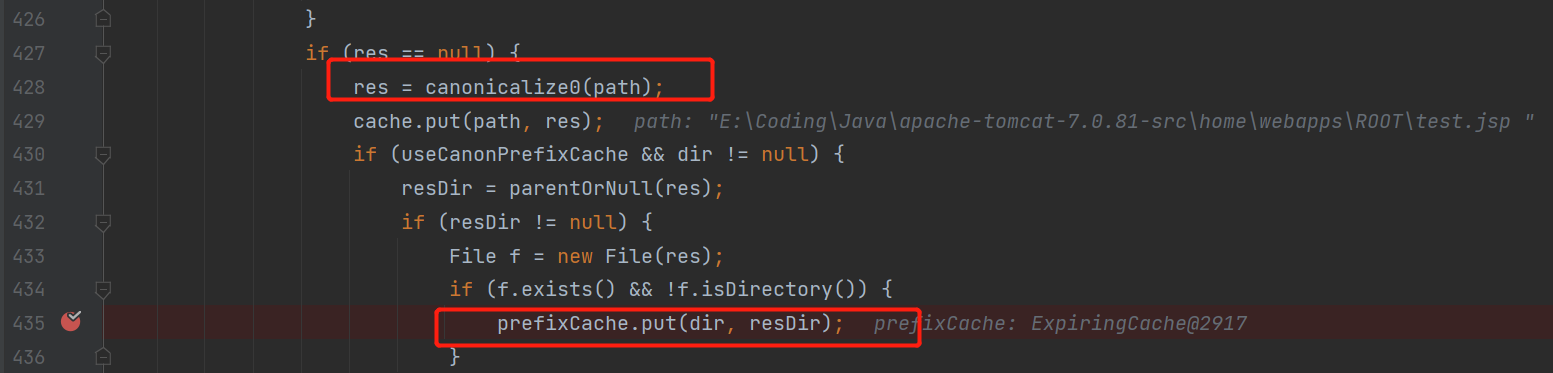 426 }
427 if (res == null) {
428 res = canonicalize0(path);
429 cache.put(path, res); path: "E:\Coding\Java\apache-tomcat-7.0.81-src\home\webapps\ROOT\test.jsp "
430 if (useCanonPrefixCache && dir != null) {
431 resDir = parentOrNull(res);
432 if (resDir != null) {
433 File f = new File(res);
434 if (f.exists() && !f.isDirectory()) {
435 prefixCache.put(dir, resDir); prefixCache: ExpiringCache@2917
436 }